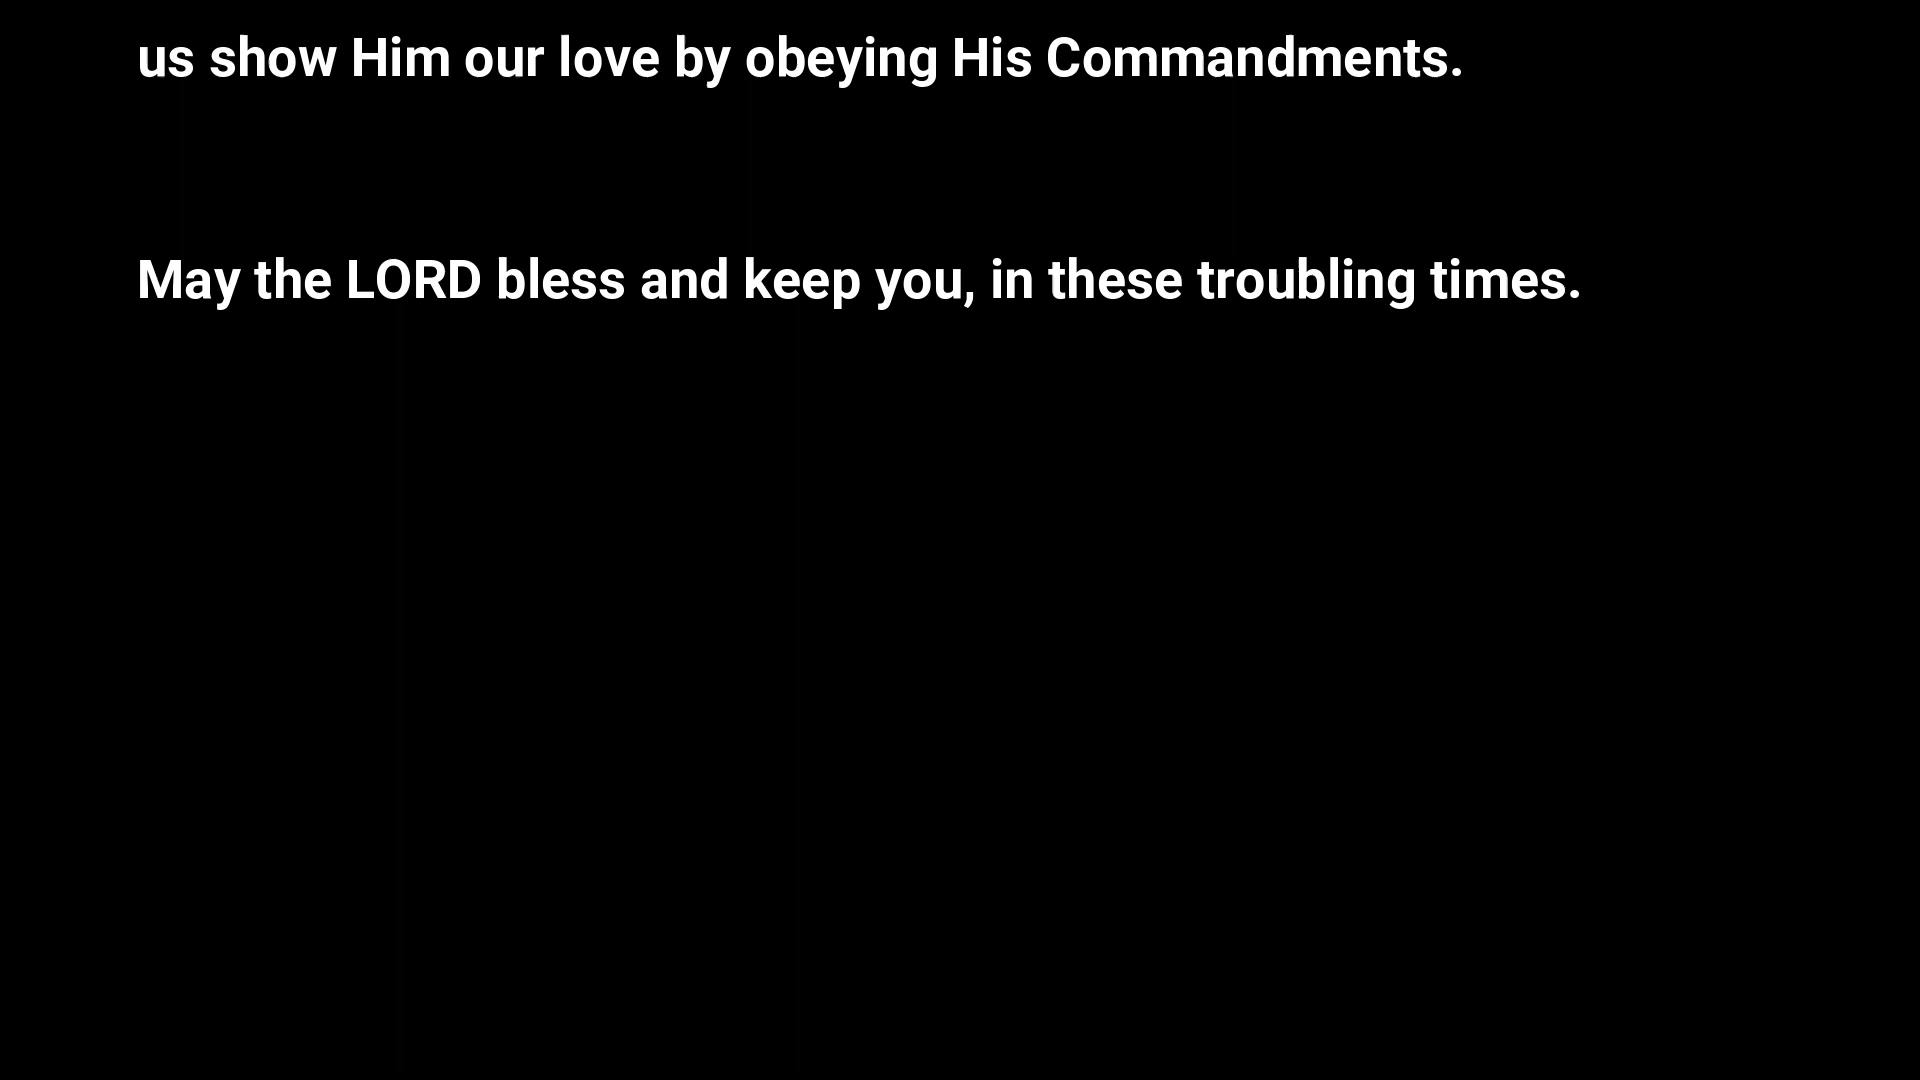 us show Him our love by obeying His Commandments.
May the LORD bless and keep you, in these troubling times.